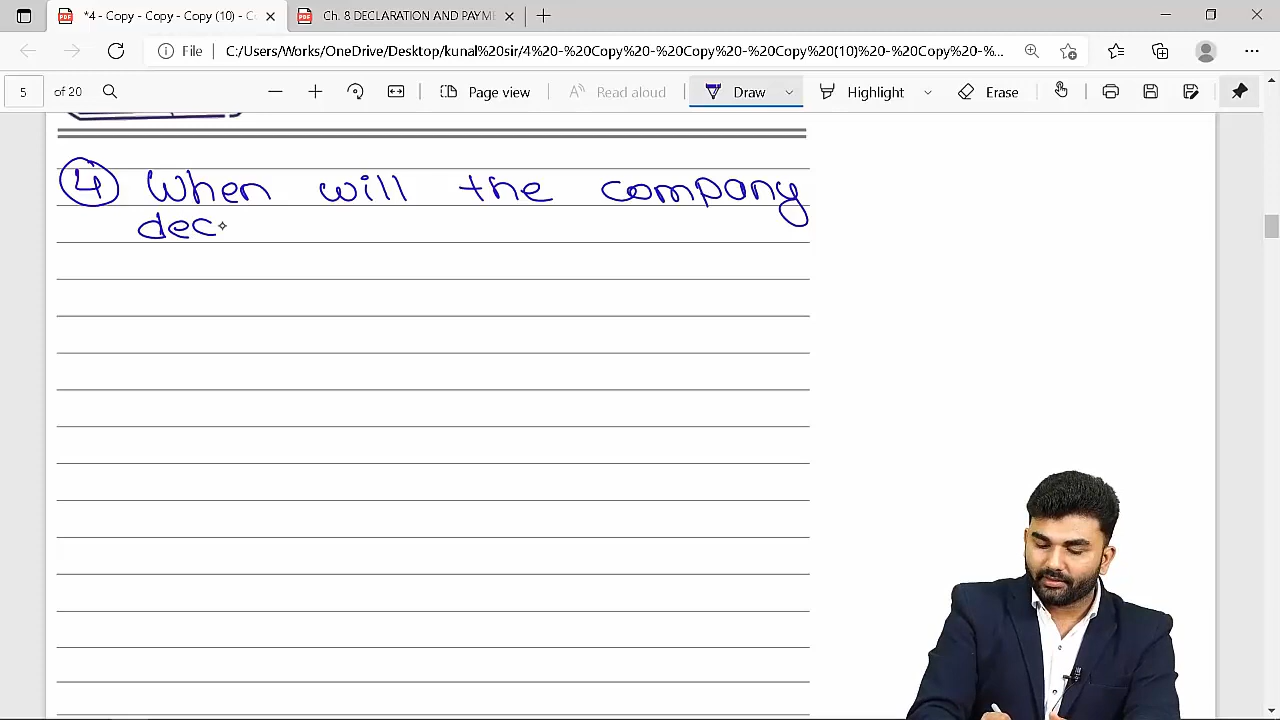 *4 - Copy - Copy - Copy (10) - C
Ch. 8 DECLARATION AND PAYM
File
C:/Users/Works/OneDrive/Desktop/kunal%20sir/4%20-%20Copy%20-%20Copy%20-%20Copy%20(10)%20-%20Copy%20-%...
5 of 20
Page view
Read aloud
Draw
Highlight
Erase
4 When will the company
dec